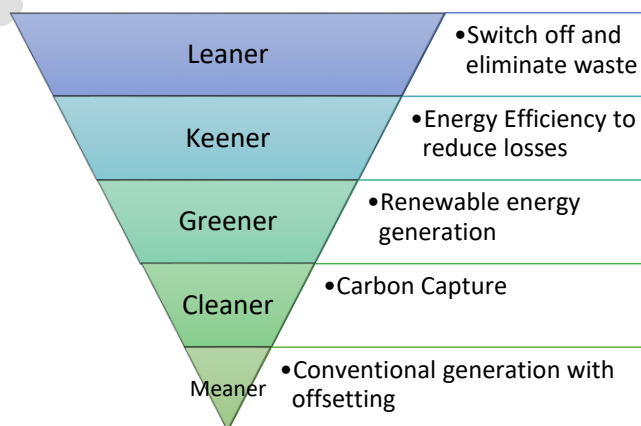 Leaner
•Switch off and
eliminate waste
Keener
•Energy Efficiency to
reduce losses
Greener
•Renewable energy
generation
Cleaner
•Carbon Capture
Meaner
•Conventional generation with
offsetting